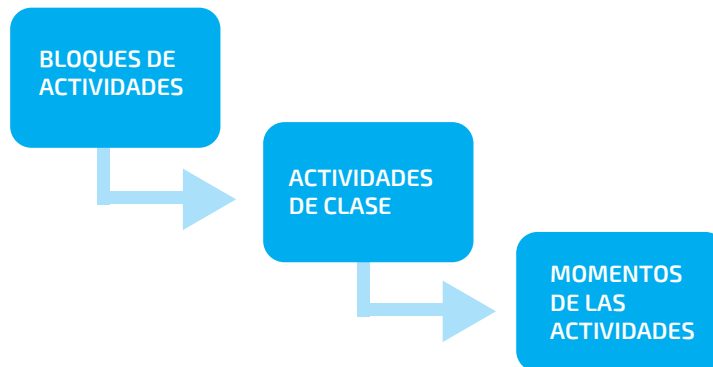 BLOQUES DE
ACTIVIDADES
ACTIVIDADES
DE CLASE
MOMENTOS
DE LAS
ACTIVIDADES